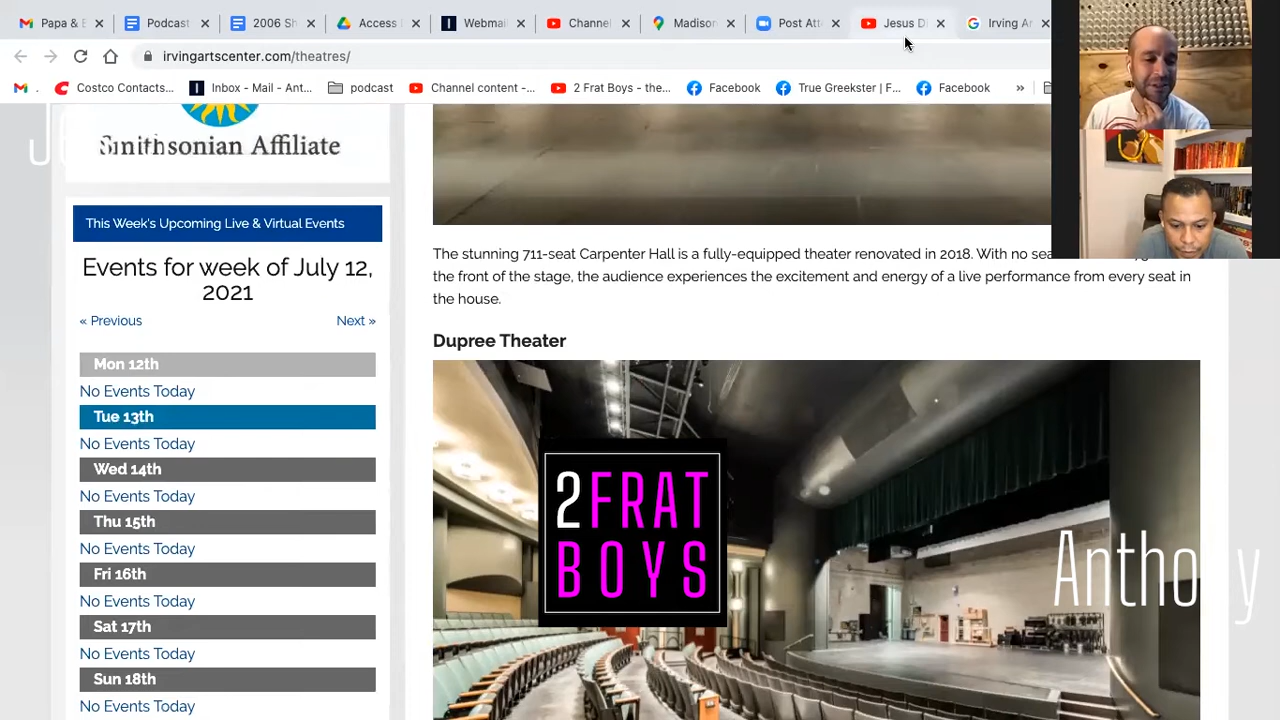 Papa & B
Podcast
2006 Sh
Access
Webmai
Channel
Madison
Post Att
Jesus D
Irving Ar
irvingartscenter.com/theatres/
Costco Contacts...
Inbox - Mail - Ant...
podcast
Channel content -...
2 Frat Boys - the...
Facebook
True Greekster | F...
Facebook
»
Smithsonian Affiliate
This Week's Upcoming Live & Virtual Events
Events for week of July 12,
2021
« Previous
Next »
Mon 12th
No Events Today
Tue 13th
No Events Today
Wed 14th
No Events Today
Thu 15th
No Events Today
Fri 16th
No Events Today
Sat 17th
No Events Today
Sun 18th
No Events Today
The stunning 711-seat Carpenter Hall is a fully-equipped theater renovated in 2018. With no
the front of the stage, the audience experiences the excitement and energy of a live performance from every seat in
the house.
Dupree Theater
2FRAT
BOYS
Anthony